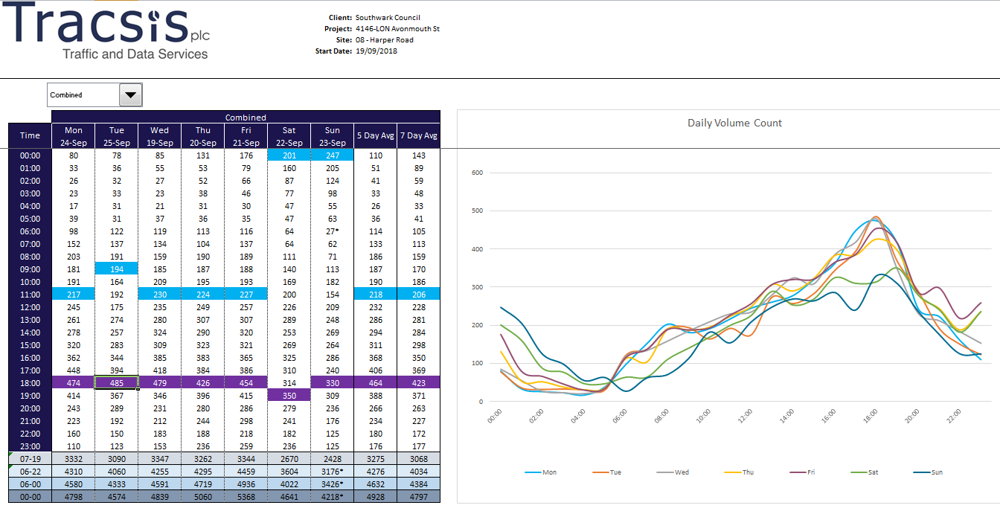 Tracsis plc
Traffic and Data Services
Client: Southwark Council
Project: 4146-LON Avonmouth St
Site: 08 - Harper Road
Start Date: 19/09/2018
Combined
Combined
Time Mon 24-Sep Tue 25-Sep Wed 19-Sep Thu 20-Sep Fri 21-Sep Sat 22-Sep Sun 23-Sep 5 Day Avg 7 Day Avg
00:00 80 78 85 131 176 201 247 110 143
01:00 33 36 55 53 79 160 205 51 89
02:00 26 32 27 52 66 87 124 41 59
03:00 23 33 23 38 46 77 98 33 48
04:00 17 31 21 31 30 47 55 26 33
05:00 39 31 37 36 35 47 63 36 41
06:00 98 122 119 113 116 64 27* 114 105
07:00 152 137 134 104 137 64 62 133 113
08:00 203 191 159 190 189 111 71 186 159
09:00 181 194 185 187 188 140 113 187 170
10:00 191 164 209 195 193 169 182 190 186
11:00 217 192 230 224 227 200 154 218 206
12:00 245 175 235 249 257 226 209 232 228
13:00 261 274 280 307 307 289 248 286 281
14:00 278 257 324 290 320 253 269 294 284
15:00 320 283 309 323 321 269 264 311 298
16:00 362 344 385 383 365 325 286 368 350
17:00 448 394 418 384 386 310 240 406 369
18:00 474 485 479 426 454 314 330 464 423
19:00 414 367 346 396 415 350 309 388 371
20:00 243 289 231 280 286 279 236 266 263
21:00 223 192 212 244 298 241 176 234 227
22:00 160 150 183 188 218 182 125 180 172
23:00 110 123 153 236 259 236 125 176 177
07-19 3332 3090 3347 3262 3344 2670 2428 3275 3068
06-22 4310 4060 4255 4295 4459 3604 3176* 4276 4034
06-00 4580 4333 4591 4719 4936 4022 3426* 4632 4384
00-00 4798 4574 4839 5060 5368 4641 4218* 4928 4797
Daily Volume Count
600
500
400
300
200
100
0
00:00 02:00 04:00 06:00 08:00 10:00 12:00 14:00 16:00 18:00 20:00 22:00
Mon Tue Wed Thu Fri Sat Sun